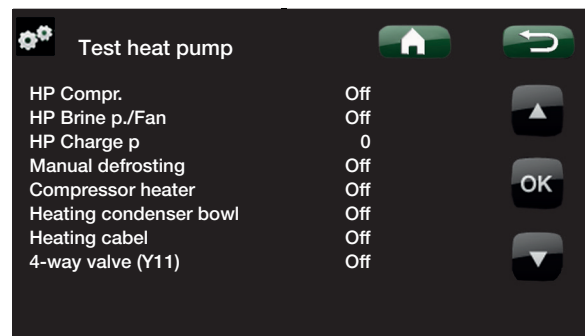 Test heat pump
HP Compr. Off
HP Brine p./Fan Off
HP Charge p 0
Manual defrosting Off
Compressor heater Off
OK
Heating condenser bowl Off
Heating cabel Off
4-way valve (Y11) Off